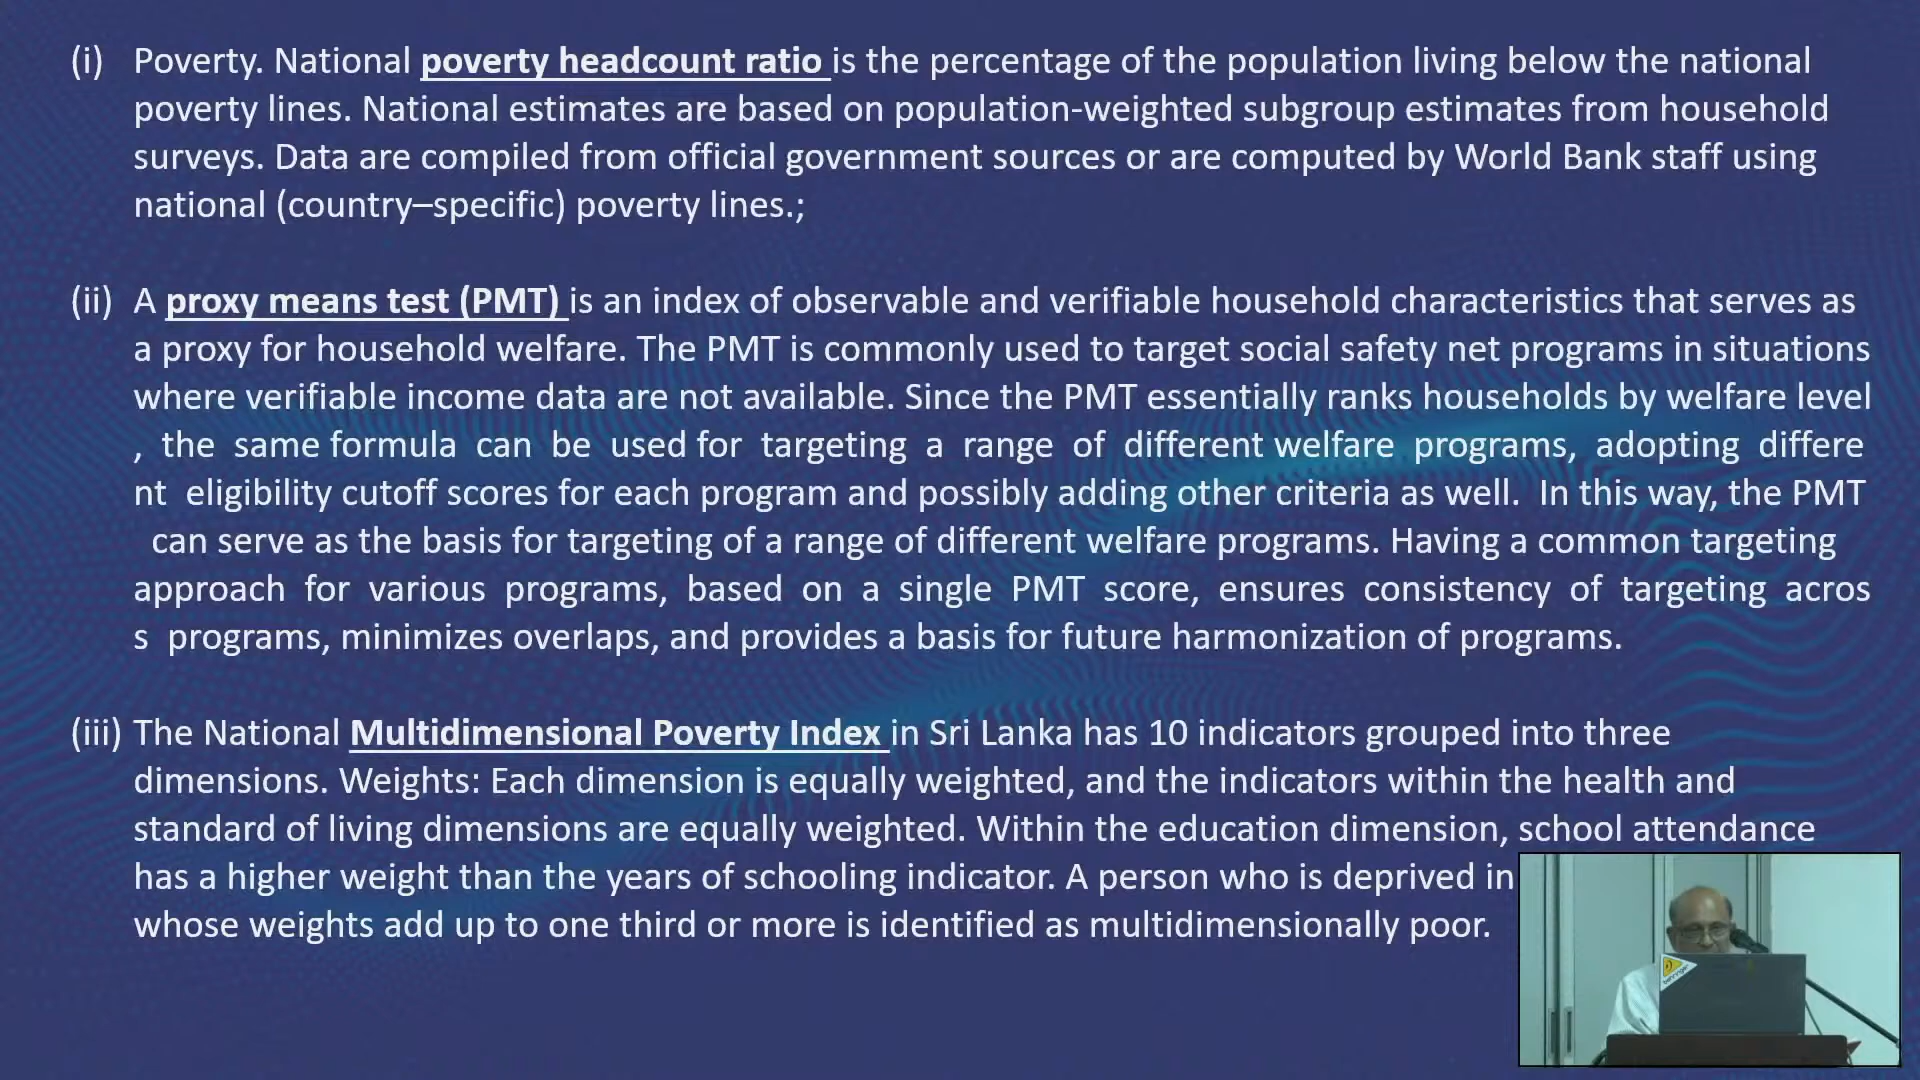 (i) Poverty. National poverty headcount ratio is the percentage of the population living below the national
poverty lines. National estimates are based on population-weighted subgroup estimates from household
surveys. Data are compiled from official government sources or are computed by World Bank staff using
national (country–specific) poverty lines.;
(ii) A proxy means test (PMT) is an index of observable and verifiable household characteristics that serves as
a proxy for household welfare. The PMT is commonly used to target social safety net programs in situations
where verifiable income data are not available. Since the PMT essentially ranks households by welfare level
, the same formula can be used for targeting a range of different welfare programs, adopting differe
nt eligibility cutoff scores for each program and possibly adding other criteria as well. In this way, the PMT
can serve as the basis for targeting of a range of different welfare programs. Having a common targeting
approach for various programs, based on a single PMT score, ensures consistency of targeting acros
s programs, minimizes overlaps, and provides a basis for future harmonization of programs.
(iii) The National Multidimensional Poverty Index in Sri Lanka has 10 indicators grouped into three
dimensions. Weights: Each dimension is equally weighted, and the indicators within the health and
standard of living dimensions are equally weighted. Within the education dimension, school attendance
has a higher weight than the years of schooling indicator. A person who is deprived in
whose weights add up to one third or more is identified as multidimensionally poor.
behringer